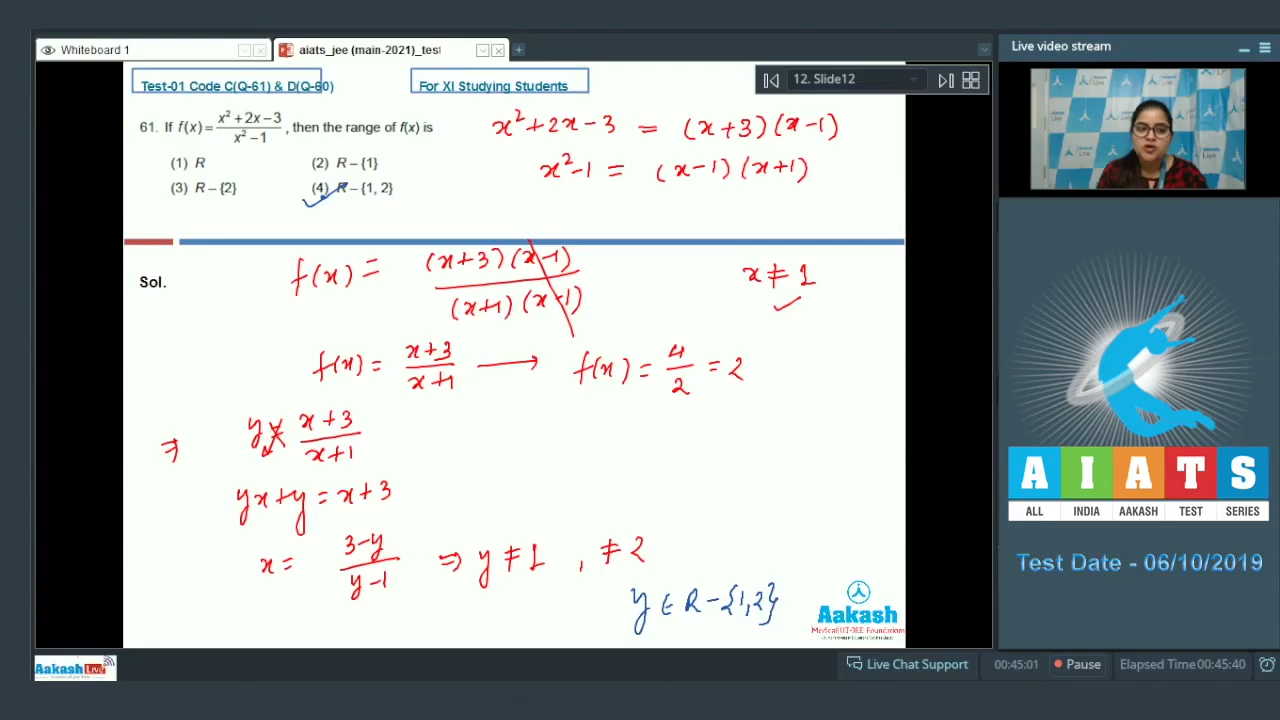 Whiteboard 1
aiats_jee (main-2021)_test
+
Live video stream
Test-01 Code C(Q-61) & D(Q-60)
For XI Studying Students
12. Slide12
61. If f(x) = (x² + 2x − 3)/(x² − 1), then the range of f(x) is
(1) R
(2) R – {1}
(3) R – {2}
(4) R – {1, 2}
x²+2x-3 = (x+3)(x-1)
x²-1 = (x-1)(x+1)
Sol.
f(x) = (x+3)(x-1)/(x+1)(x-1)
x ≠ 1
f(x) = x+3/x+1 → f(x) = 4/2 = 2
⇒ y = x+3/x+1
yx+y = x+3
x = 3-y/y-1 ⇒ y ≠ 1, ≠ 2
y ∈ R-{1,2}
A I A T S
ALL INDIA AAKASH TEST SERIES
Test Date - 06/10/2019
Aakash
Medical|IIT-JEE|Foundations
Aakash Live
Live Chat Support
00:45:01
Pause
Elapsed Time 00:45:40